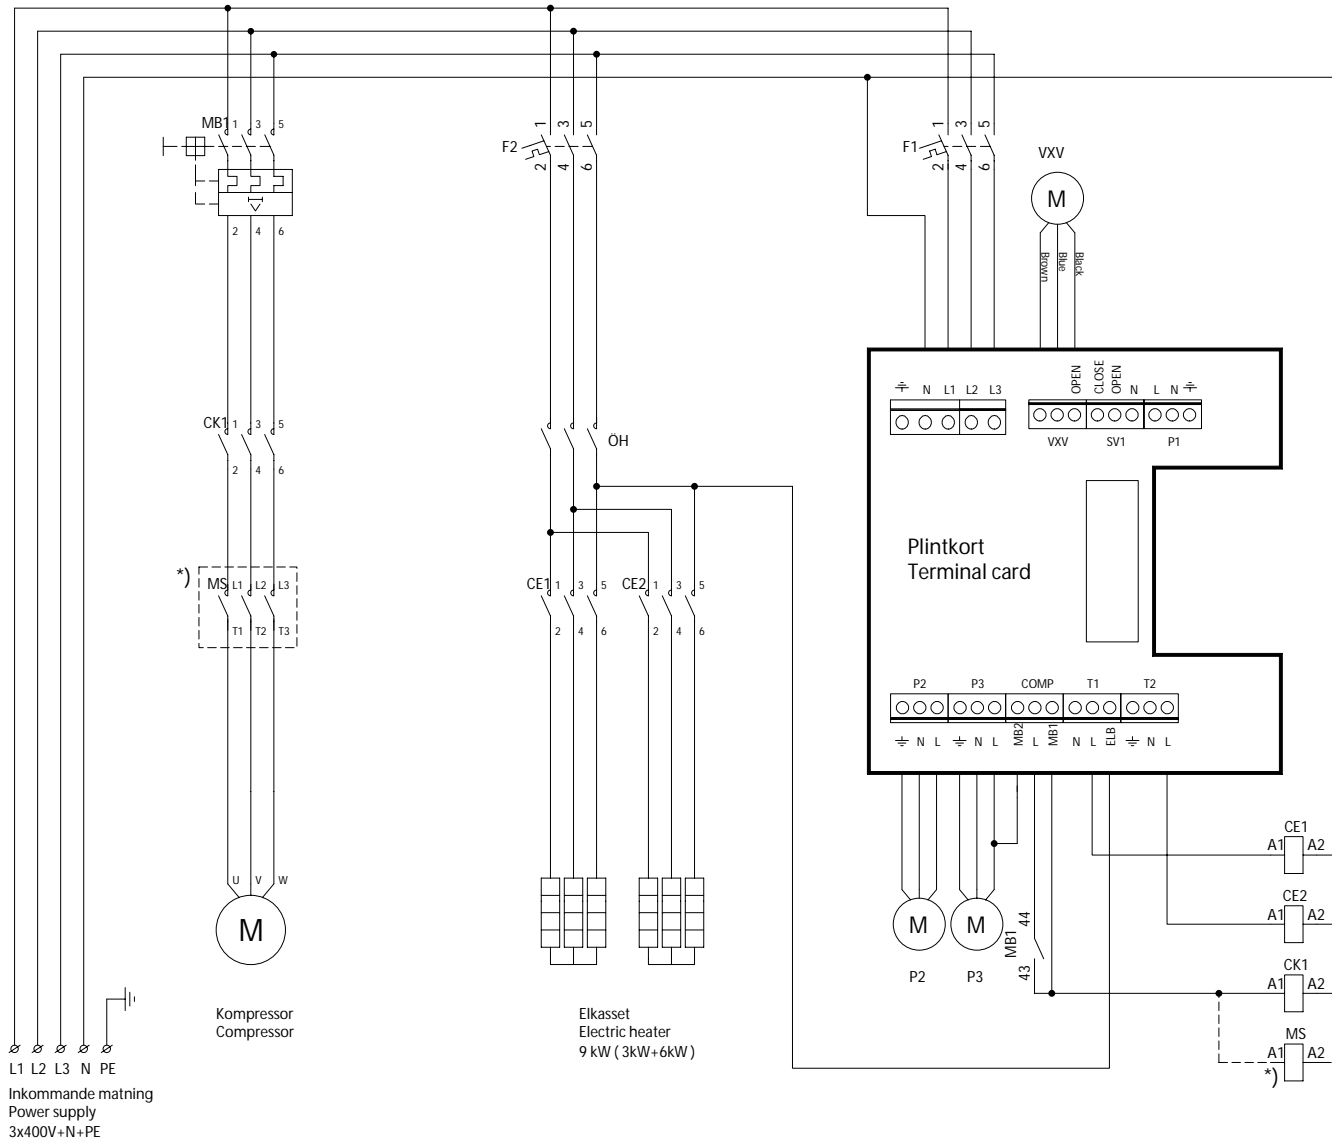 MB1 1 3 5
2 4 6
F2 1 3 5
2 4 6
F1 1 3 5
2 4 6
VXV
M
Brown
Blue
Black
CK1 1 3 5
2 4 6
ÖH
N L1 L2 L3
OPEN CLOSE OPEN N L N
VXV SV1 P1
Plintkort
Terminal card
*) MS L1 L2 L3
T1 T2 T3
CE1 1 3 5
2 4 6
CE2 1 3 5
2 4 6
P2 P3 COMP T1 T2
N L N L MB2 L MB1 N L ELB N L
U V W
M
Kompressor
Compressor
Elkasset
Electric heater
9 kW ( 3kW+6kW )
M
P2
M
P3
MB1 44
43
CE1
A1 A2
CE2
A1 A2
CK1
A1 A2
MS
A1 A2
*)
L1 L2 L3 N PE
Inkommande matning
Power supply
3x400V+N+PE